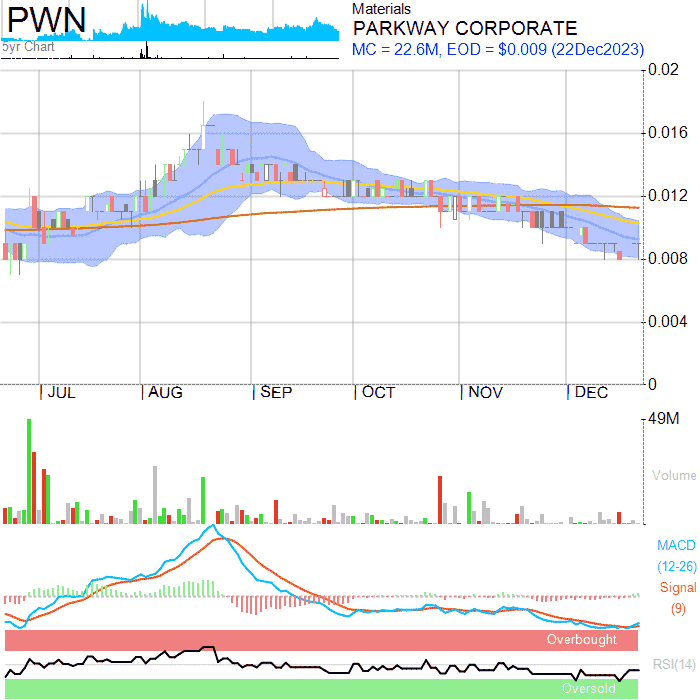 PWN
5yr Chart
Materials
PARKWAY CORPORATE
MC = 22.6M, EOD = $0.009 (22Dec2023)
0.02
0.016
0.012
0.008
0.004
0
JUL AUG SEP OCT NOV DEC
49M
Volume
MACD
(12-26)
Signal
(9)
Overbought
RSI(14)
Oversold